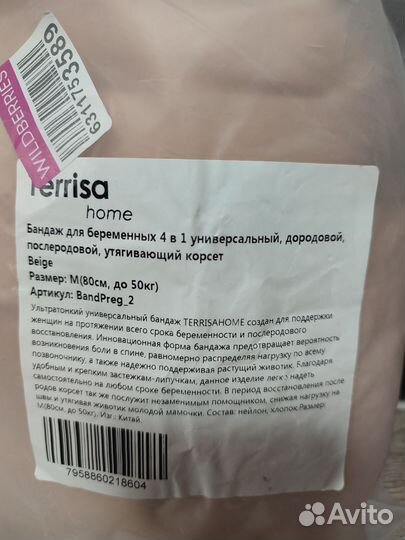 WILDBERRIES
6311753589
Terrisa
home
Бандаж для беременных 4 в 1 универсальный, дородовой,
послеродовой, утягивающий корсет
Beige
Размер: M(80см, до 50кг)
Артикул: BandPreg_2
Ультратонкий универсальный бандаж TERRISAHOME создан для поддержки
женщин на протяжении всего срока беременности и послеродового
восстановления. Инновационная форма бандажа предотвращает вероятность
возникновения боли в спине, равномерно распределяя нагрузку по всему
позвоночнику, а также надежно поддерживая растущий животик. Благодаря
удобным и крепким застежкам-липучкам, данное изделие легко надеть
самостоятельно на любом сроке беременности. В период восстановления после
родов корсет так же послужит незаменимым помощником, снижая нагрузку на
швы и утягивая животик молодой мамочки. Состав: нейлон, хлопок.Размер:
M(80см, до 50кг). Изг.: Китай.
7958860218604
Avito